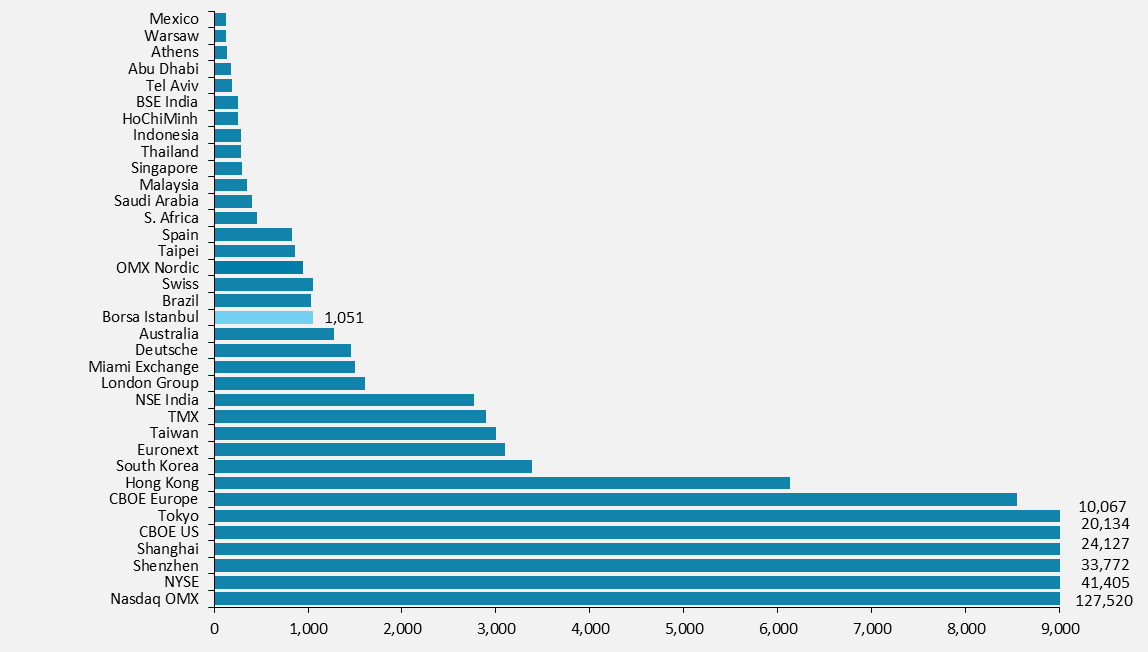 Mexico
Warsaw
Athens
Abu Dhabi
Tel Aviv
BSE India
HoChiMinh
Indonesia
Thailand
Singapore
Malaysia
Saudi Arabia
S. Africa
Spain
Taipei
OMX Nordic
Swiss
Brazil
Borsa Istanbul 1,051
Australia
Deutsche
Miami Exchange
London Group
NSE India
TMX
Taiwan
Euronext
South Korea
Hong Kong
CBOE Europe
Tokyo 10,067
CBOE US 20,134
Shanghai 24,127
Shenzhen 33,772
NYSE 41,405
Nasdaq OMX 127,520
0 1,000 2,000 3,000 4,000 5,000 6,000 7,000 8,000 9,000